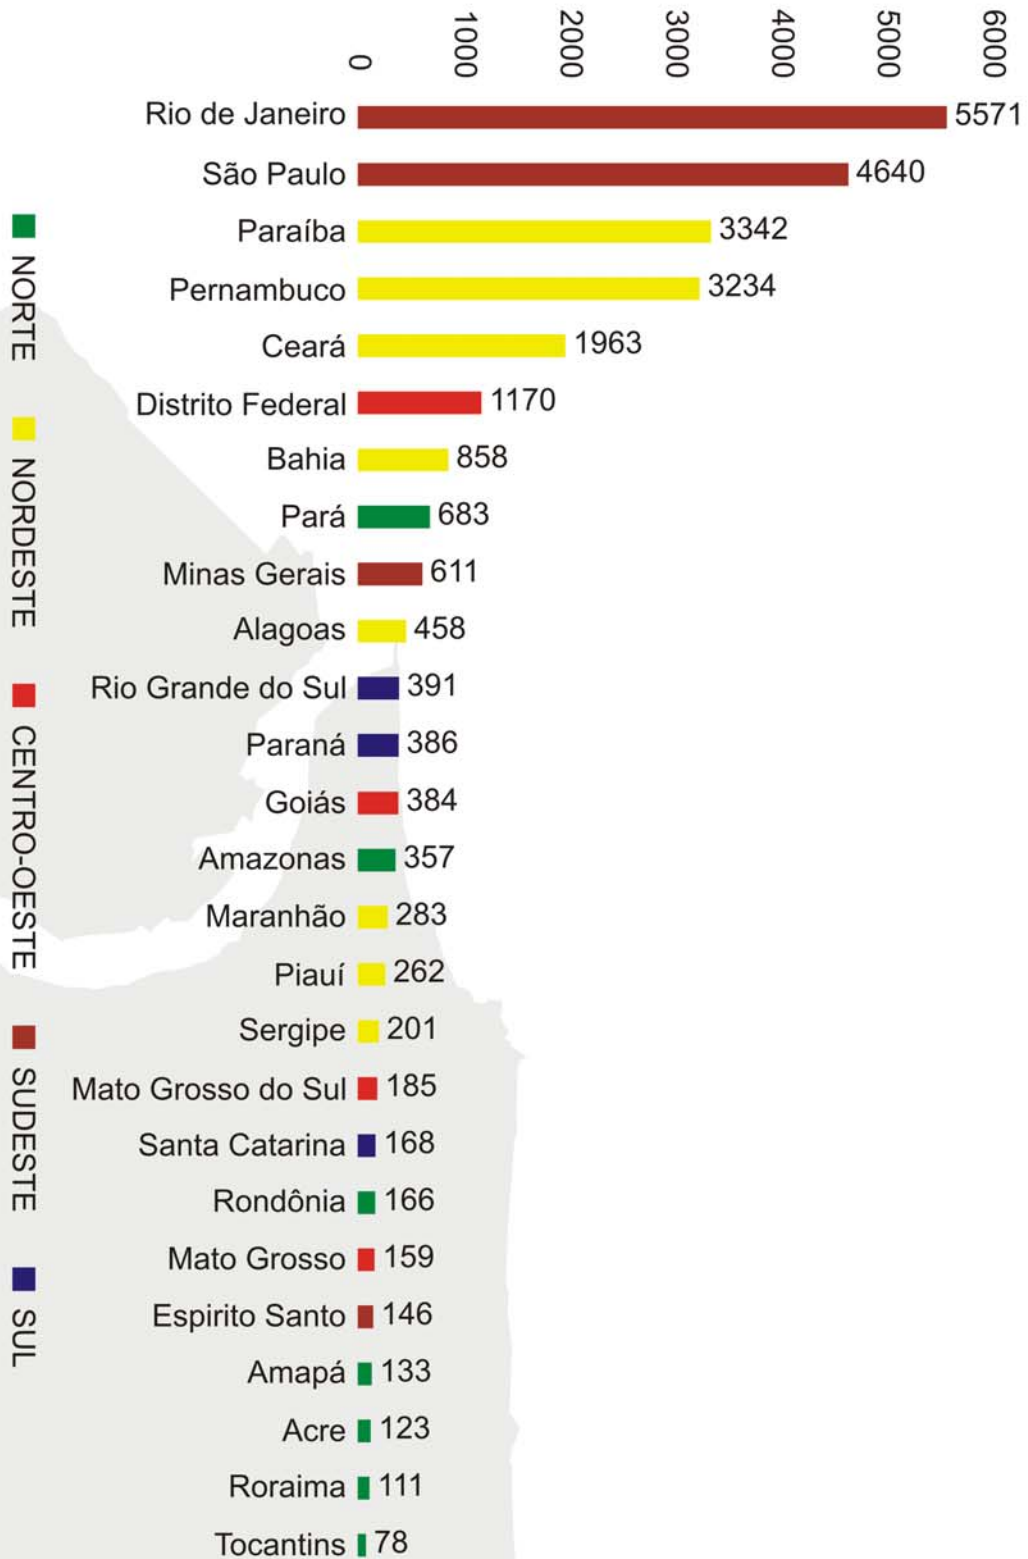 0
1000
2000
3000
4000
5000
6000
Rio de Janeiro 5571
São Paulo 4640
Paraíba 3342
Pernambuco 3234
Ceará 1963
Distrito Federal 1170
Bahia 858
Pará 683
Minas Gerais 611
Alagoas 458
Rio Grande do Sul 391
Paraná 386
Goiás 384
Amazonas 357
Maranhão 283
Piauí 262
Sergipe 201
Mato Grosso do Sul 185
Santa Catarina 168
Rondônia 166
Mato Grosso 159
Espirito Santo 146
Amapá 133
Acre 123
Roraima 111
Tocantins 78
NORTE
NORDESTE
CENTRO-OESTE
SUDESTE
SUL